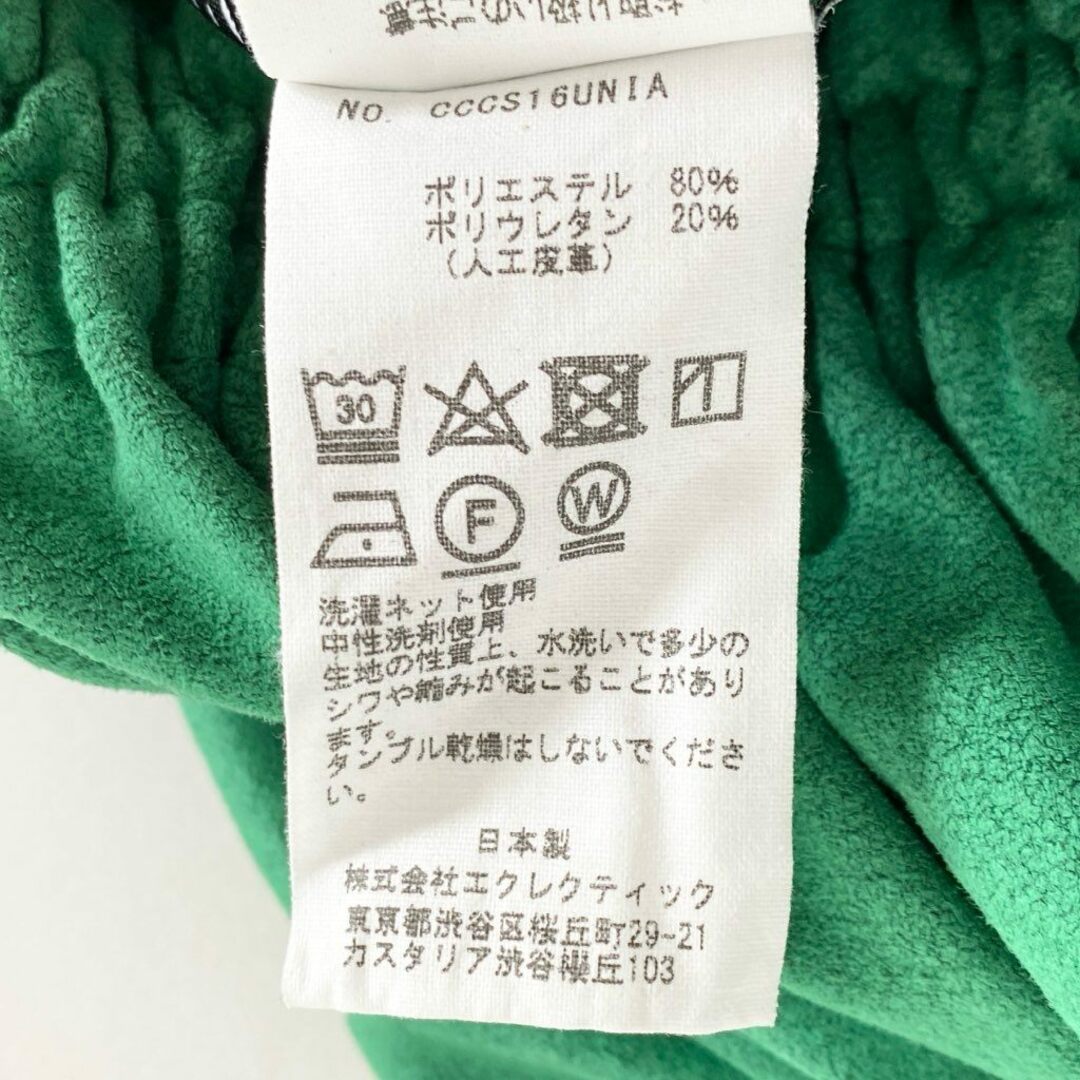 No. CCCS16UNIA
ポリエステル 80%
ポリウレタン 20%
(人工皮革)
30
F
W
洗濯ネット使用
中性洗剤使用
生地の性質上、水洗いで多少の
シワや縮みが起こることがあり
ます。
タンブル乾燥はしないでくださ
い。
日本製
株式会社エクレクティック
東京都渋谷区桜丘町29-21
カスタリア渋谷櫻丘103